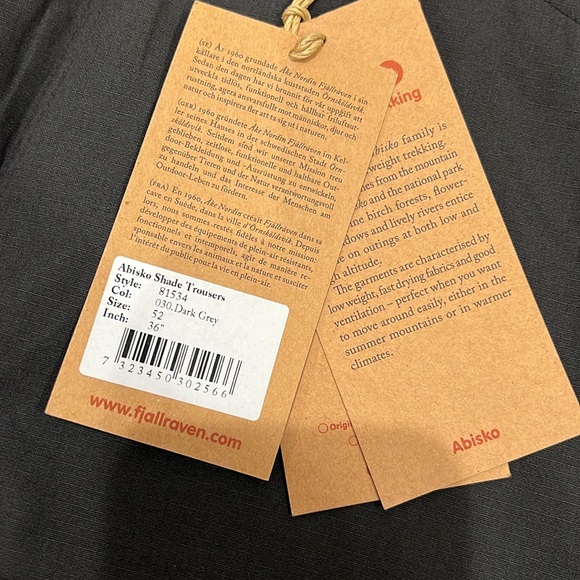 (SE) År 1960 grundade Åke Nordin Fjällräven i sin
källare i den norrländska kuststaden Örnsköldsvik.
Sedan den dagen har vi brunnit för vår uppgift att
utveckla tidlös, funktionell och hållbar friluftsut-
rustning, agera ansvarsfullt mot människor, djur och
natur och inspirera fler att ta sig ut i naturen.
(GER) 1960 gründete Åke Nordin Fjällräven im Kel-
ler seines Hauses in der schwedischen Stadt Örn-
sköldsvik. Seitdem sind wir unserer Mission treu
geblieben, zeitlose, funktionelle und haltbare Out-
door-Bekleidung und -Ausrüstung zu entwickeln,
gegenüber Tieren und der Natur verantwortungsvoll
zu handeln und das Interesse der Menschen am
Outdoor-Leben zu fördern.
(FRA) En 1960, Åke Nordin créait Fjällräven dans sa
cave en Suède, dans la ville d'Örnsköldsvik. Depuis
lors, nous sommes restés fidèles à notre mission:
développer des équipements de plein-air résistants,
fonctionnels et intemporels, agir de manière res-
ponsable envers les animaux et la nature et susciter
l'intérêt du public pour la vie en plein-air.
Abisko Shade Trousers
Style: 81534
Col: 030.Dark Grey
Size: 52
Inch: 36"
7 323450 302566
www.fjallraven.com
king
bisko family is
weight trekking.
es from the mountain
ko and the national park
ne birch forests, flower-
dows and lively rivers entice
e on outings at both low and
h altitude.
The garments are characterised by
low weight, fast drying fabrics and good
ventilation – perfect when you want
to move around easily, either in the
summer mountains or in warmer
climates.
Origi
Abisko